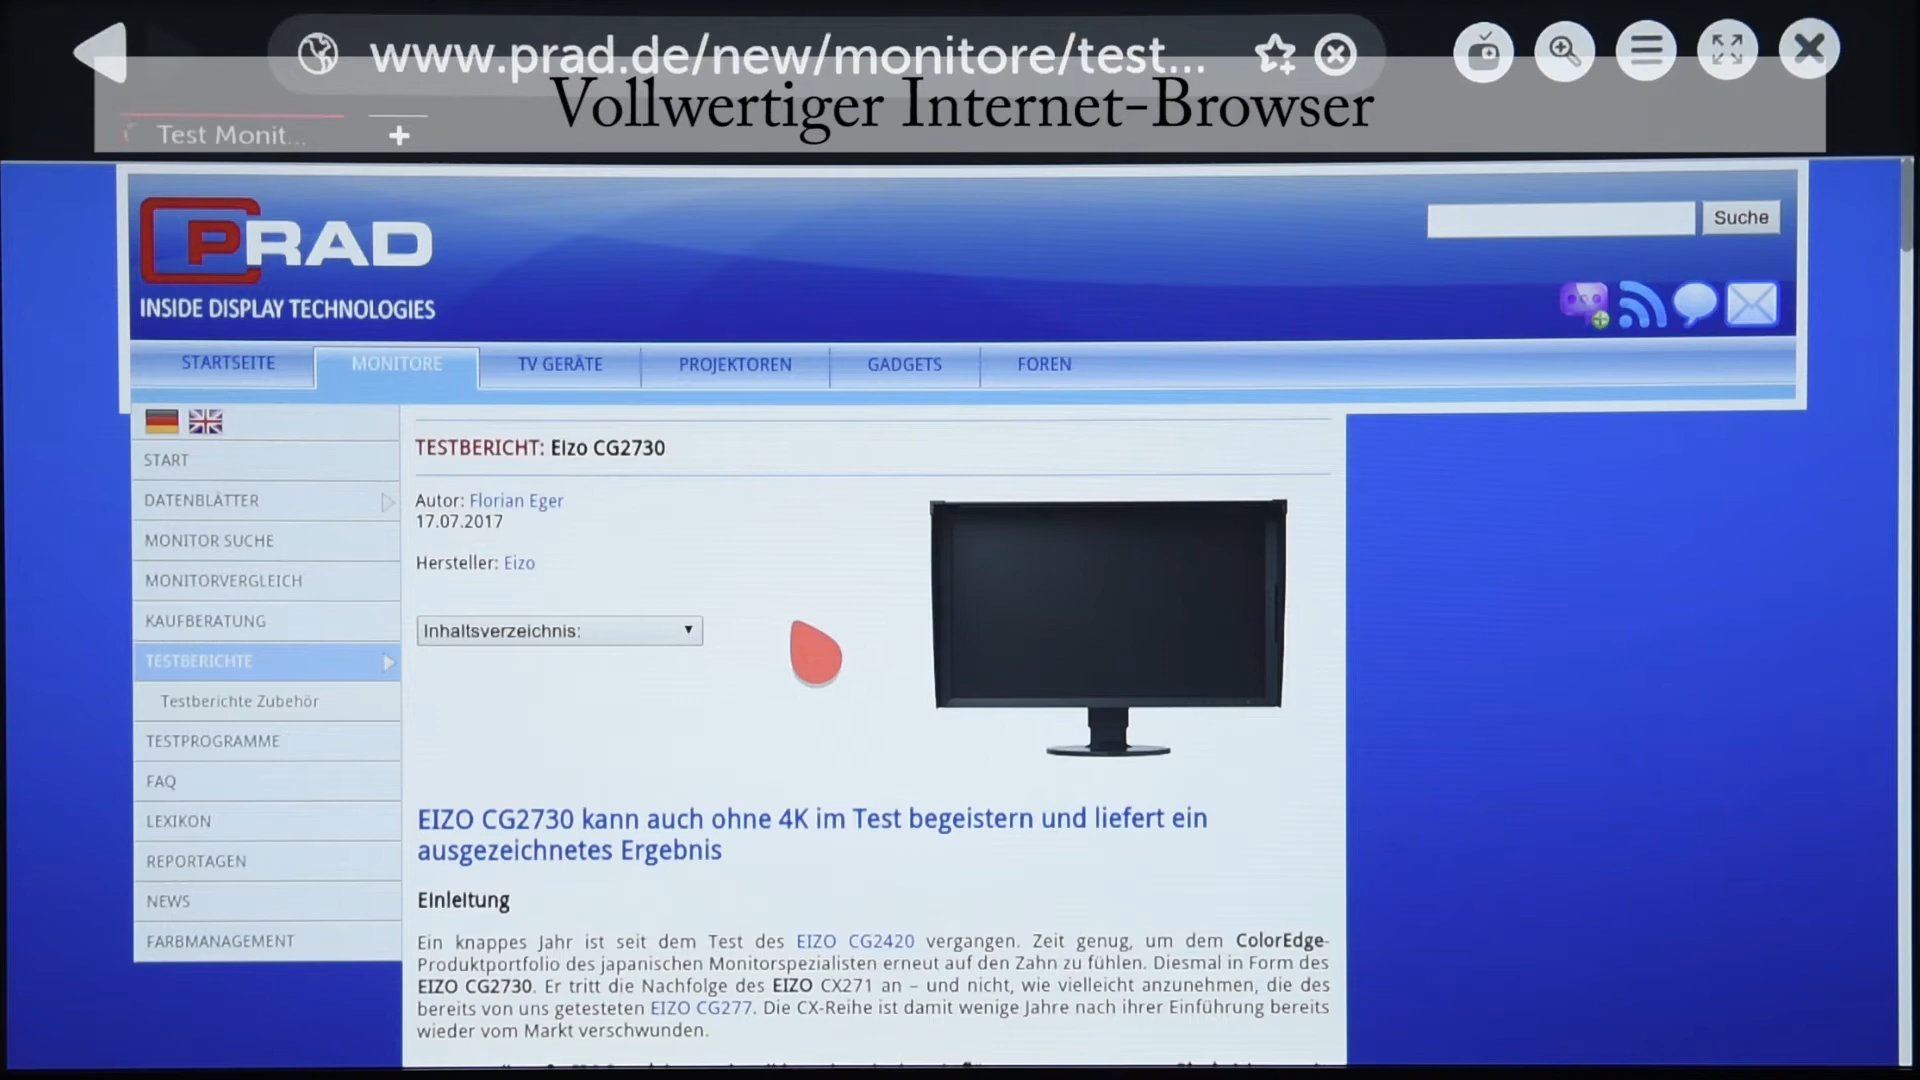 www.prad.de/new/monitore/test...
Vollwertiger Internet-Browser
Test Monit...
+
PRAD
Suche
INSIDE DISPLAY TECHNOLOGIES
STARTSEITE
MONITORE
TV GERÄTE
PROJEKTOREN
GADGETS
FOREN
START
DATENBLÄTTER
MONITOR SUCHE
MONITORVERGLEICH
KAUFBERATUNG
TESTBERICHTE
Testberichte Zubehör
TESTPROGRAMME
FAQ
LEXIKON
REPORTAGEN
NEWS
FARBMANAGEMENT
TESTBERICHT: Eizo CG2730
Autor: Florian Eger
17.07.2017
Hersteller: Eizo
Inhaltsverzeichnis:
EIZO CG2730 kann auch ohne 4K im Test begeistern und liefert ein
ausgezeichnetes Ergebnis
Einleitung
Ein knappes Jahr ist seit dem Test des EIZO CG2420 vergangen. Zeit genug, um dem ColorEdge-
Produktportfolio des japanischen Monitorspezialisten erneut auf den Zahn zu fühlen. Diesmal in Form des
EIZO CG2730. Er tritt die Nachfolge des EIZO CX271 an – und nicht, wie vielleicht anzunehmen, die des
bereits von uns getesteten EIZO CG277. Die CX-Reihe ist damit wenige Jahre nach ihrer Einführung bereits
wieder vom Markt verschwunden.